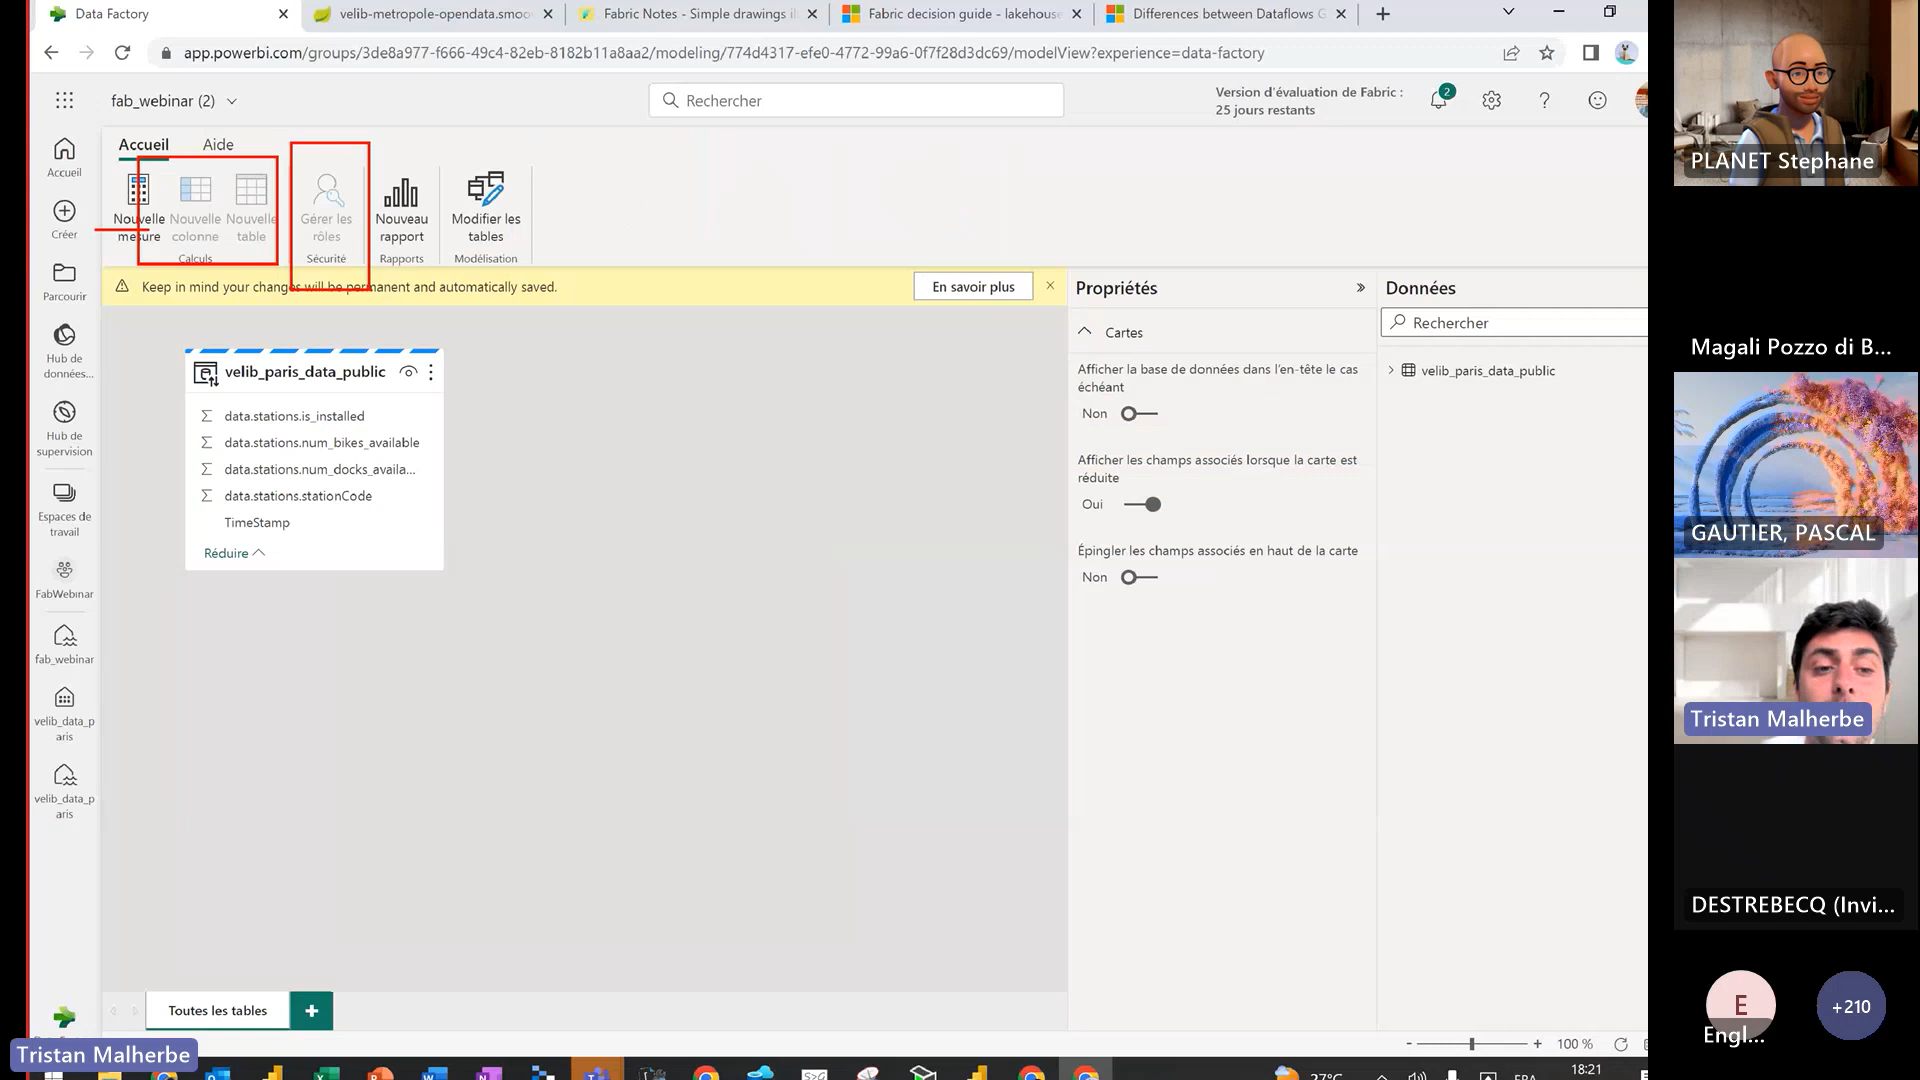 Data Factory
velib-metropole-opendata.smoo
Fabric Notes - Simple drawings il
Fabric decision guide - lakehouse
Differences between Dataflows G
app.powerbi.com/groups/3de8a977-f666-49c4-82eb-8182b11a8aa2/modeling/774d4317-efe0-4772-99a6-0f7f28d3dc69/modelView?experience=data-factory
fab_webinar (2)
Rechercher
Version d'évaluation de Fabric :
25 jours restants
2
Accueil
Aide
Accueil
Créer
Parcourir
Hub de
données...
Hub de
supervision
Espaces de
travail
FabWebinar
fab_webinar
velib_data_p
aris
velib_data_p
aris
Nouvelle
mesure
Nouvelle
colonne
Nouvelle
table
Calculs
Gérer les
rôles
Sécurité
Nouveau
rapport
Rapports
Modifier les
tables
Modélisation
Keep in mind your changes will be permanent and automatically saved.
En savoir plus
velib_paris_data_public
data.stations.is_installed
data.stations.num_bikes_available
data.stations.num_docks_availa...
data.stations.stationCode
TimeStamp
Réduire
Propriétés
Cartes
Afficher la base de données dans l'en-tête le cas
échéant
Non
Afficher les champs associés lorsque la carte est
réduite
Oui
Épingler les champs associés en haut de la carte
Non
Données
Rechercher
velib_paris_data_public
Toutes les tables
100 %
Tristan Malherbe
27°C
FRA
18:21
PLANET Stephane
Magali Pozzo di B...
GAUTIER, PASCAL
Tristan Malherbe
DESTREBECQ (Invi...
E
Engl...
+210